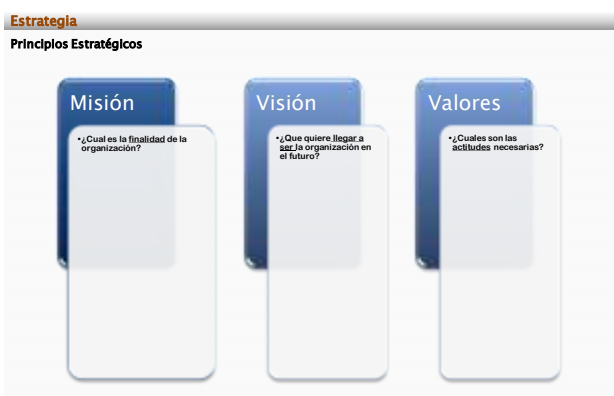 Estrategia
Principios Estratégicos
Misión
•¿Cual es la finalidad de la
organización?
Visión
•¿Que quiere llegar a
ser la organización en
el futuro?
Valores
•¿Cuales son las
actitudes necesarias?